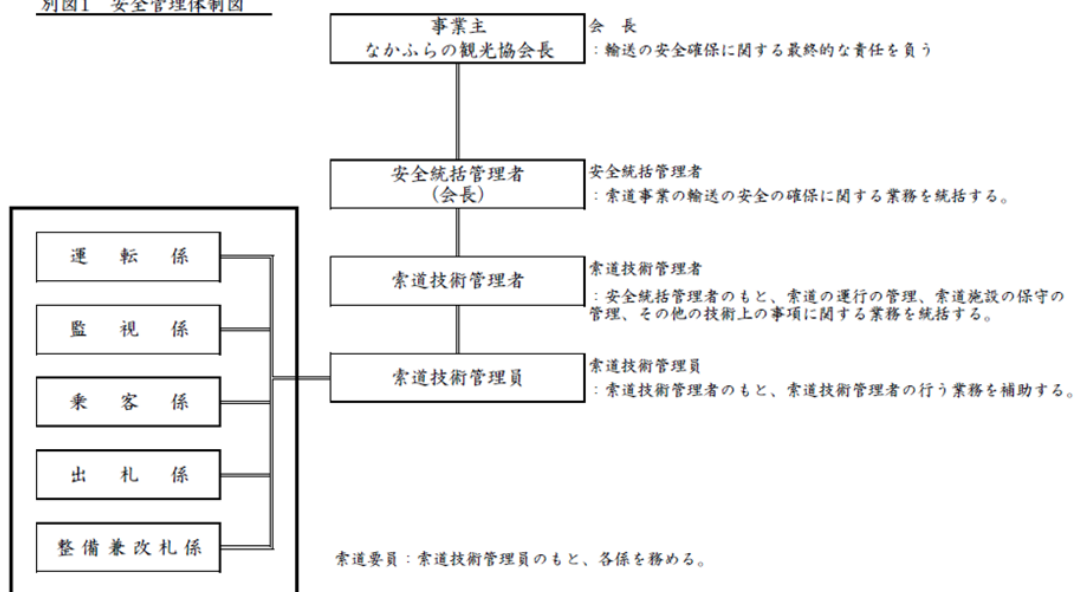 別図1 安全管理体制図
事業主
なかふらの観光協会長
会 長
:輸送の安全確保に関する最終的な責任を負う
安全統括管理者
(会長)
安全統括管理者
:索道事業の輸送の安全の確保に関する業務を統括する。
索道技術管理者
索道技術管理者
:安全統括管理者のもと、索道の運行の管理、索道施設の保守の
管理、その他の技術上の事項に関する業務を統括する。
索道技術管理員
索道技術管理員
:索道技術管理者のもと、索道技術管理者の行う業務を補助する。
運 転 係
監 視 係
乗 客 係
出 札 係
整備兼改札係
索道要員:索道技術管理員のもと、各係を務める。